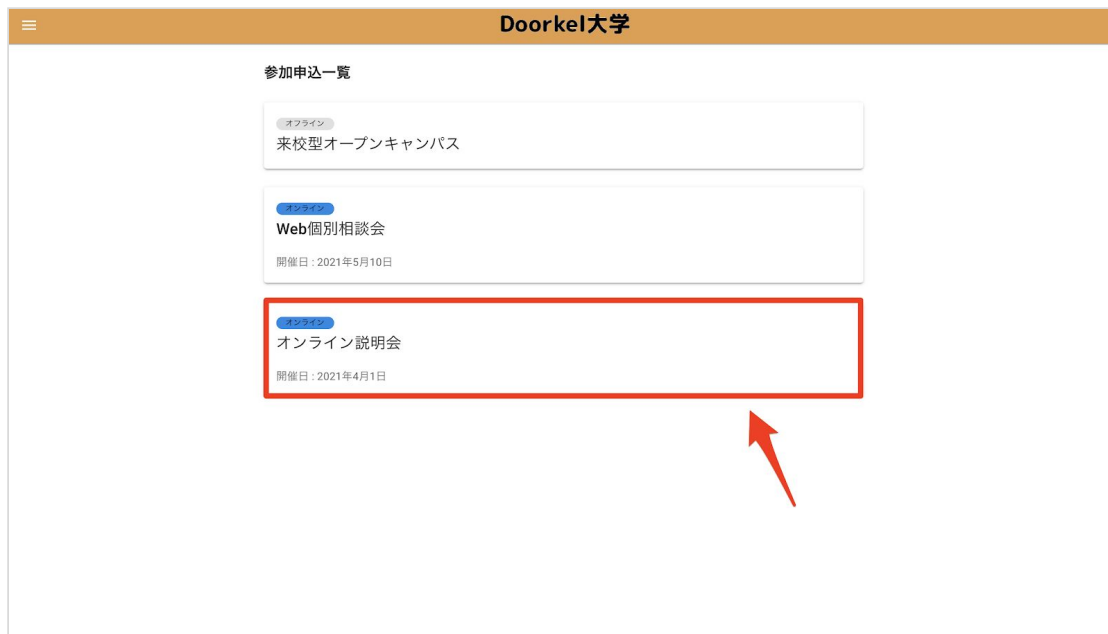 Doorkel大学
参加申込一覧
オフライン
来校型オープンキャンパス
オンライン
Web個別相談会
開催日 : 2021年5月10日
オンライン
オンライン説明会
開催日 : 2021年4月1日